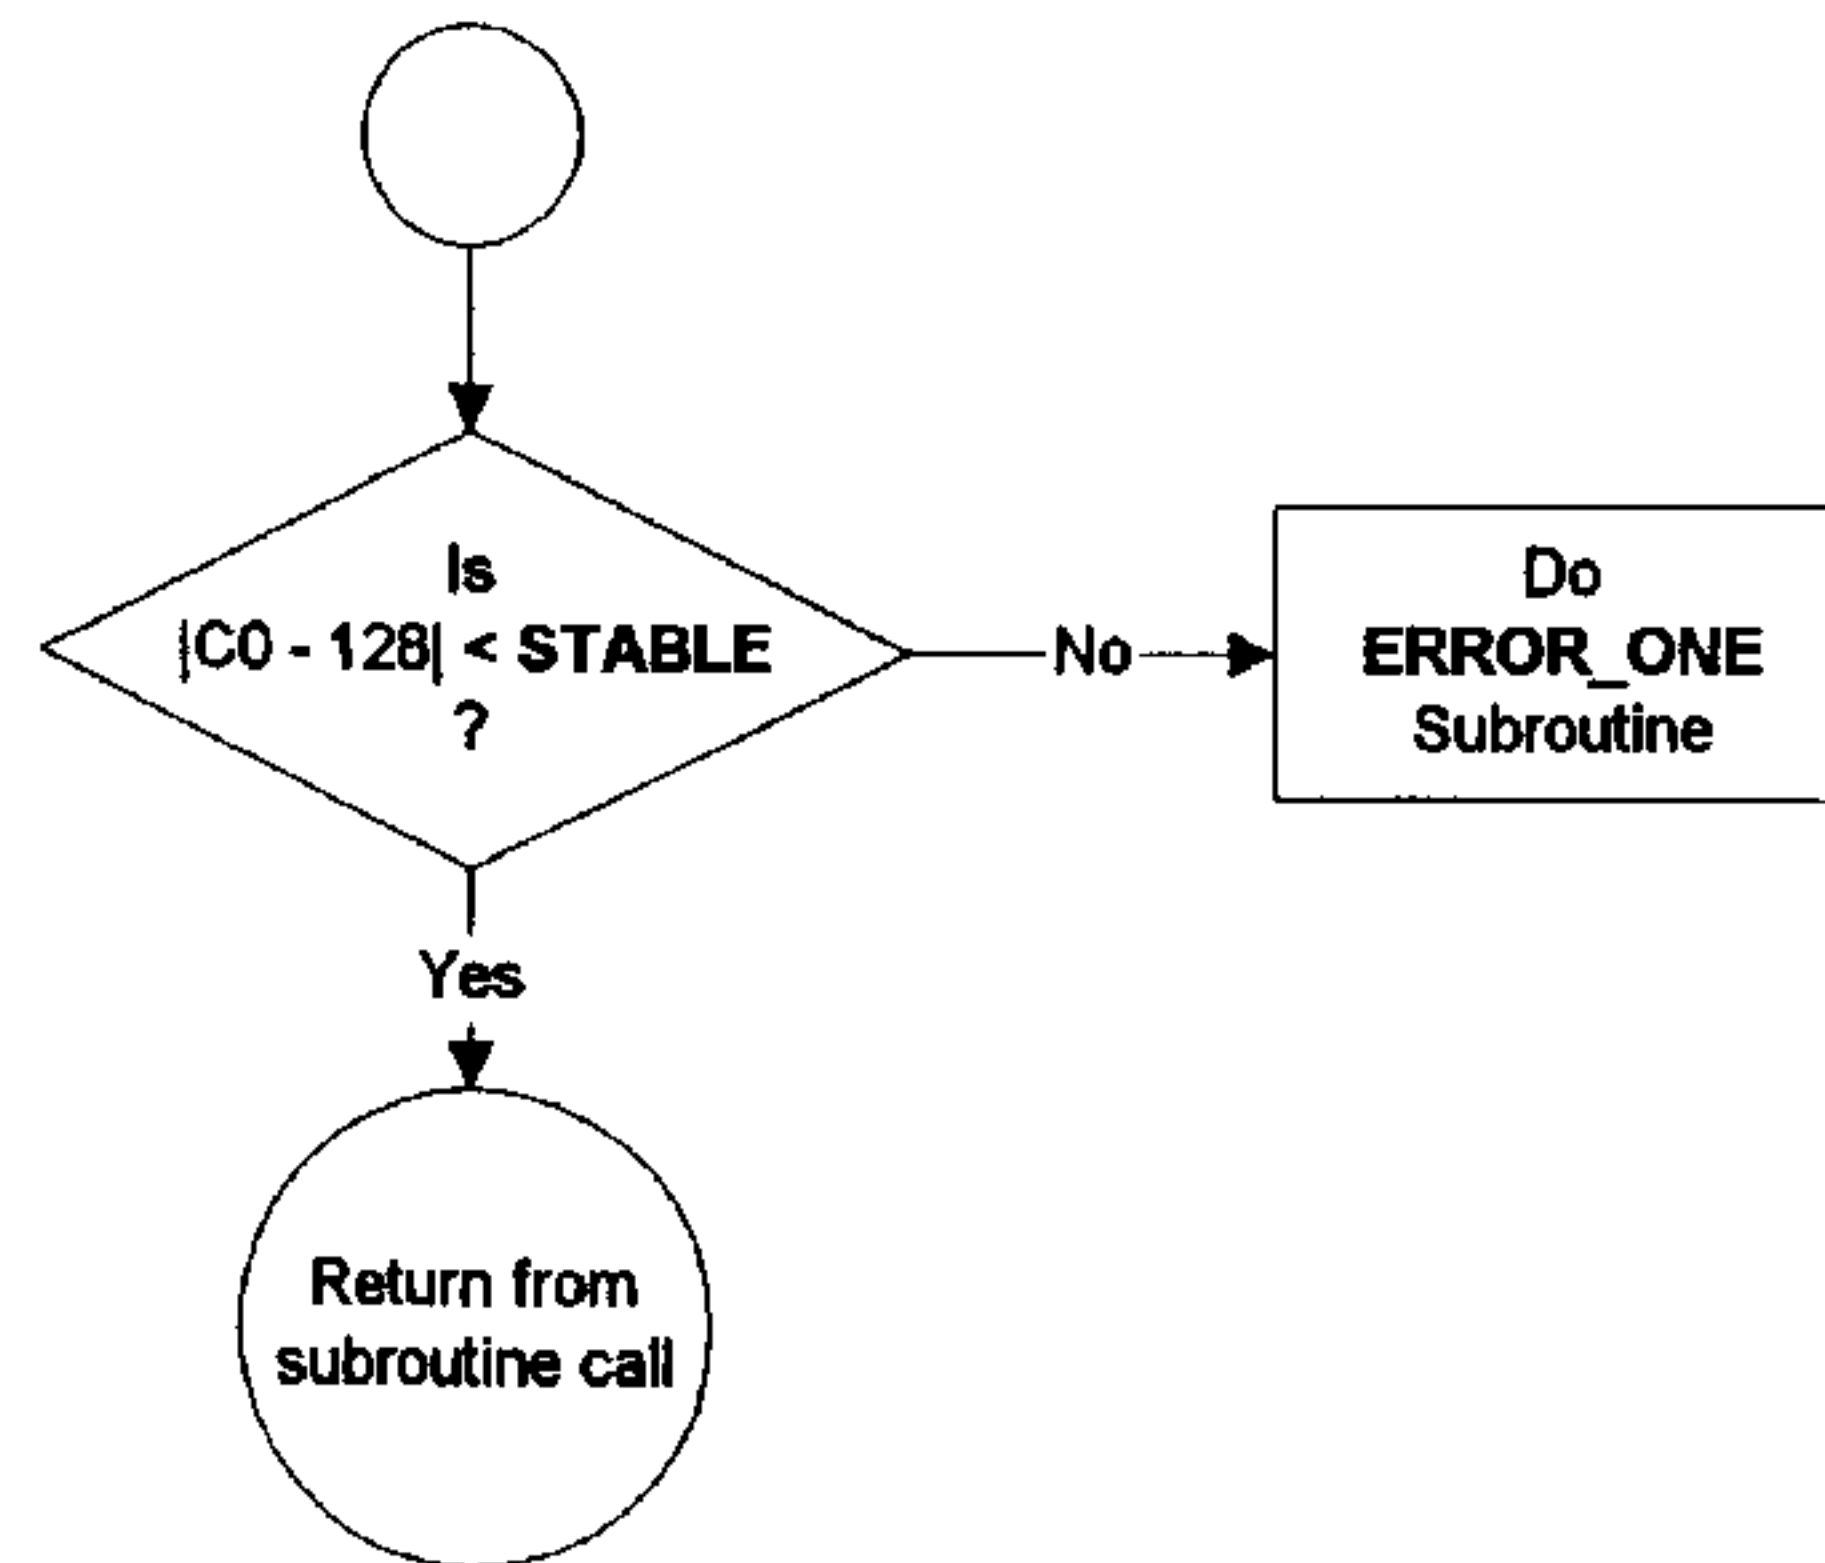 Is
|C0 - 128| < STABLE
?
No
Do
ERROR_ONE
Subroutine
Yes
Return from
subroutine call